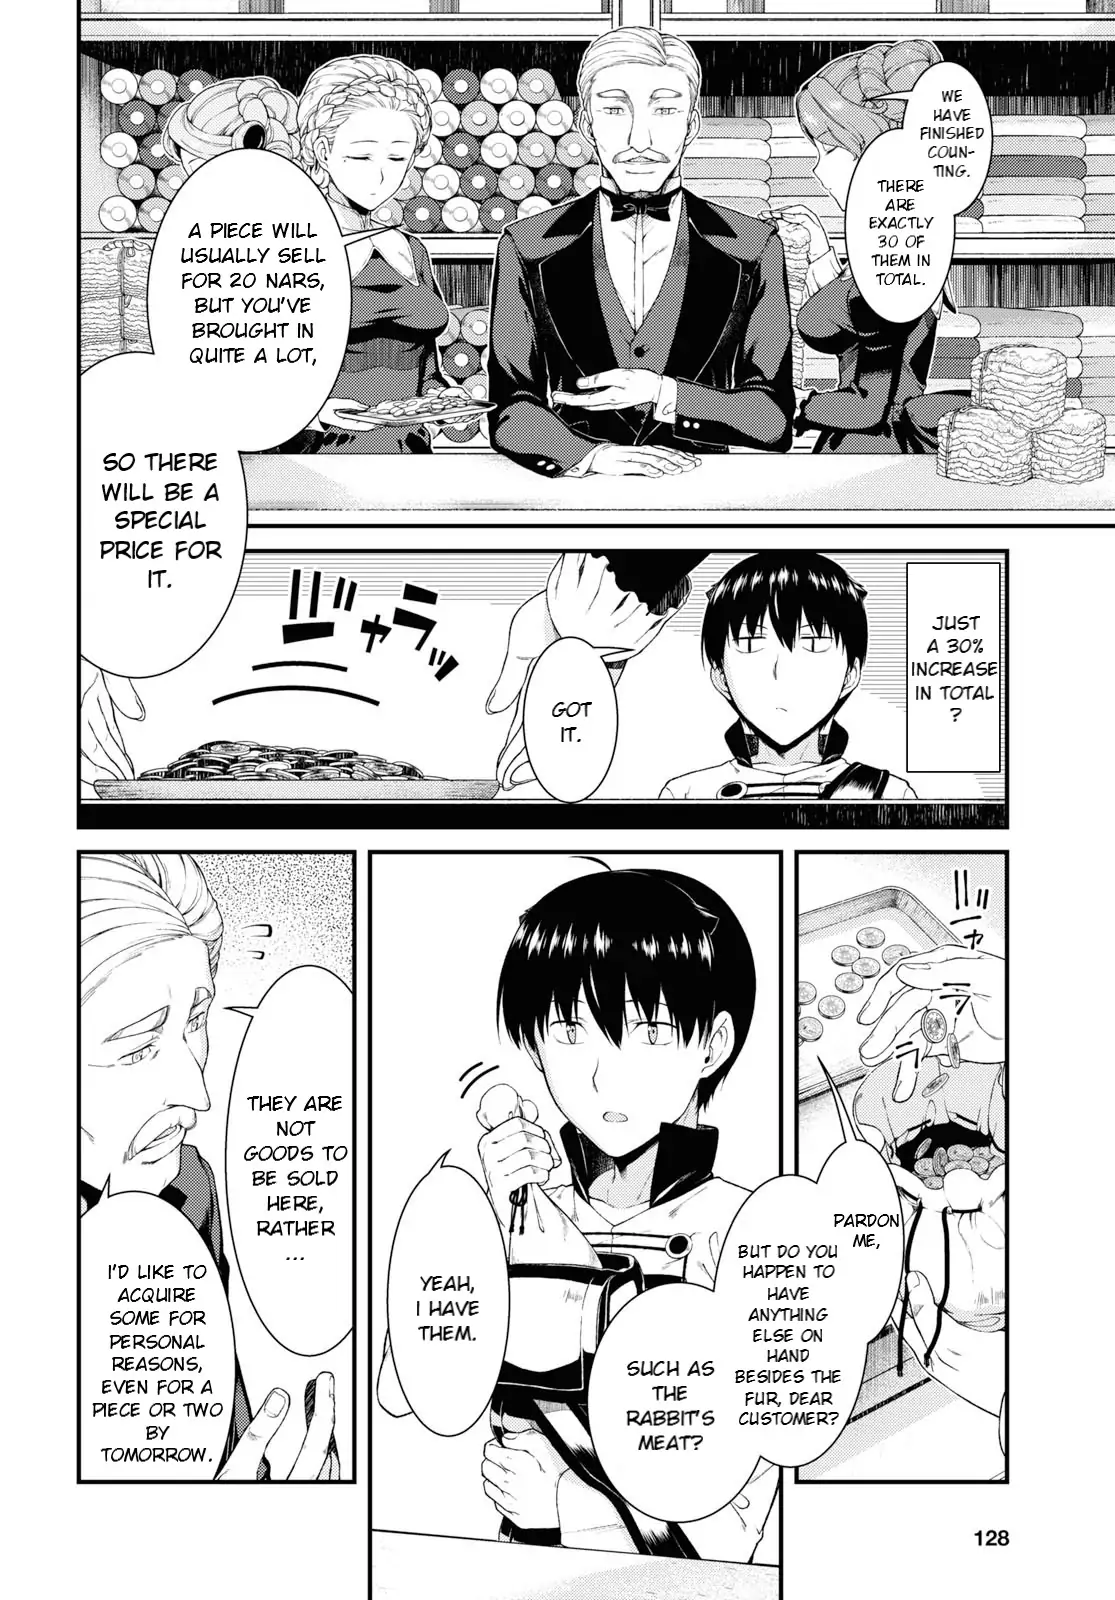 WE
HAVE
FINISHED
COUN-
TING.
THERE
ARE
EXACTLY
30 OF
THEM IN
TOTAL.
A PIECE WILL
USUALLY SELL
FOR 20 NARS,
BUT YOU'VE
BROUGHT IN
QUITE A LOT,
SO THERE
WILL BE A
SPECIAL
PRICE FOR
IT.
JUST
A 30%
INCREASE
IN TOTAL
?
GOT
IT.
ジャラッ
PARDON
ME,
BUT DO YOU
HAPPEN TO
HAVE
ANYTHING
ELSE ON
HAND
BESIDES THE
FUR, DEAR
CUSTOMER?
SUCH AS
THE
RABBIT'S
MEAT?
YEAH,
I HAVE
THEM.
THEY ARE
NOT
GOODS TO
BE SOLD
HERE,
RATHER
...
I'D LIKE TO
ACQUIRE
SOME FOR
PERSONAL
REASONS,
EVEN FOR A
PIECE OR TWO
BY
TOMORROW.
128